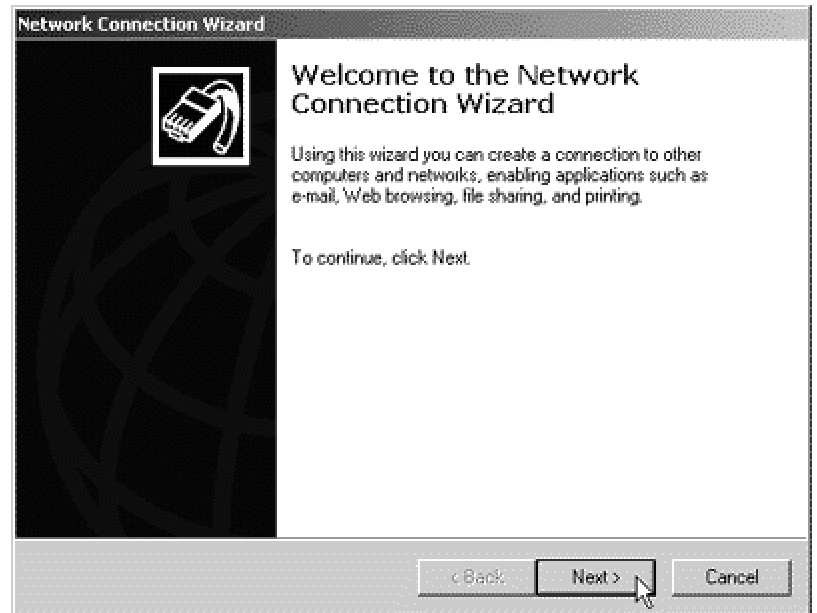 Network Connection Wizard
Welcome to the Network
Connection Wizard
Using this wizard you can create a connection to other
computers and networks, enabling applications such as
e-mail, Web browsing, file sharing, and printing.
To continue, click Next.
< Back
Next >
Cancel